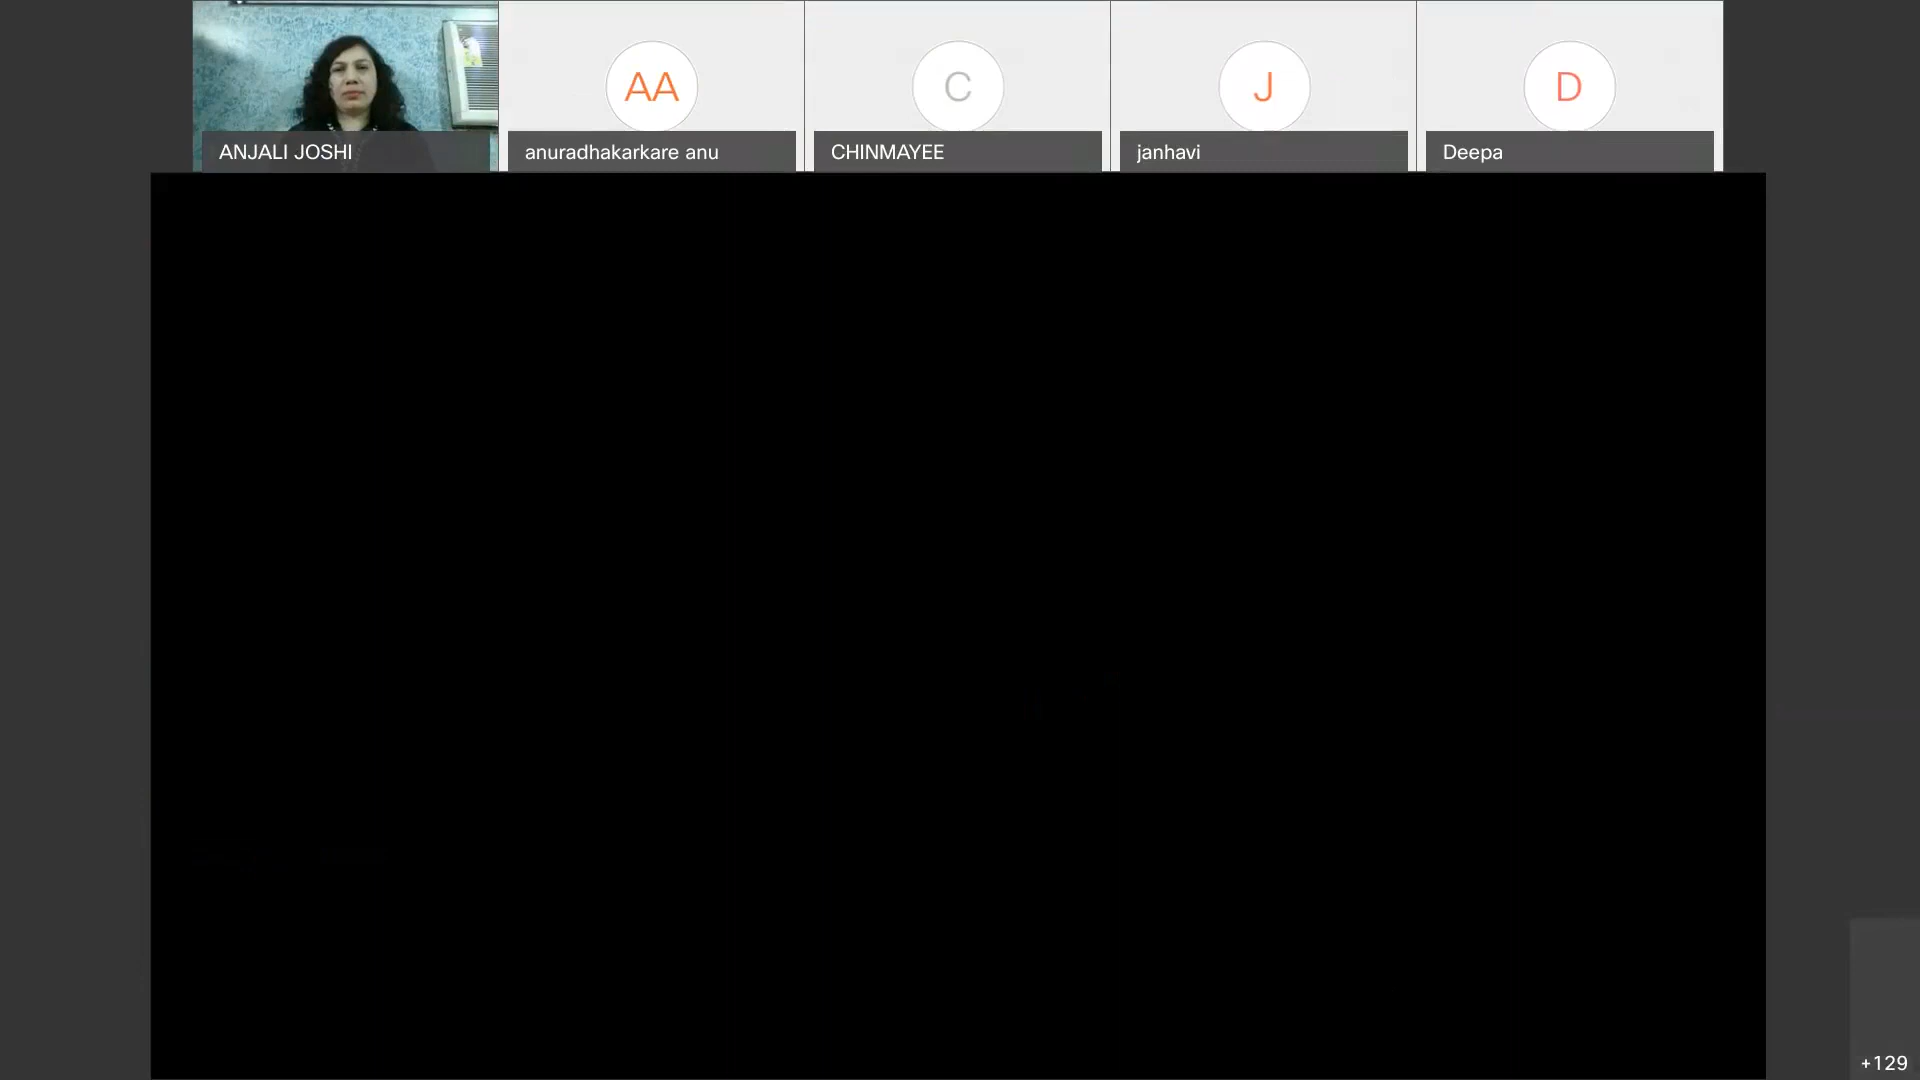 AA
C
J
D
ANJALI JOSHI
anuradhakarkare anu
CHINMAYEE
janhavi
Deepa
+129